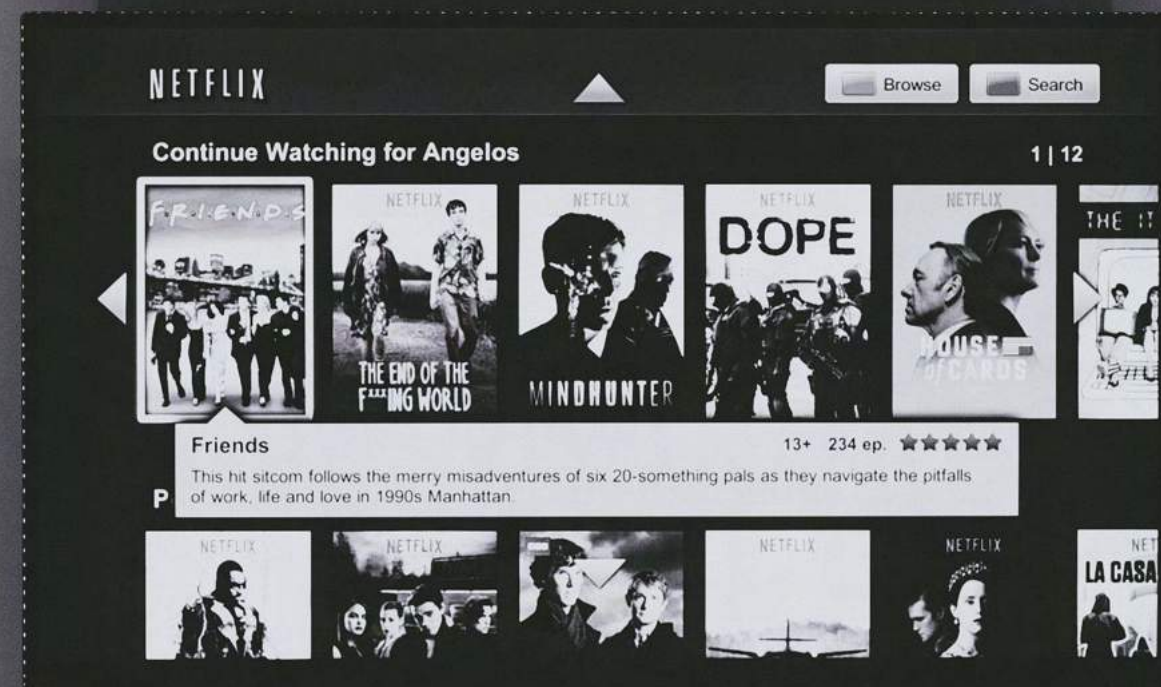 NETFLIX
Browse
Search
Continue Watching for Angelos
1 | 12
F·R·I·E·N·D·S
NETFLIX
THE END OF THE
F***ING WORLD
NETFLIX
MINDHUNTER
NETFLIX
DOPE
NETFLIX
HOUSE
of CARDS
THE IT
Friends
13+ 234 ep.
This hit sitcom follows the merry misadventures of six 20-something pals as they navigate the pitfalls
of work, life and love in 1990s Manhattan.
P
NETFLIX
NETFLIX
NETFLIX
NETFLIX
NET
LA CASA